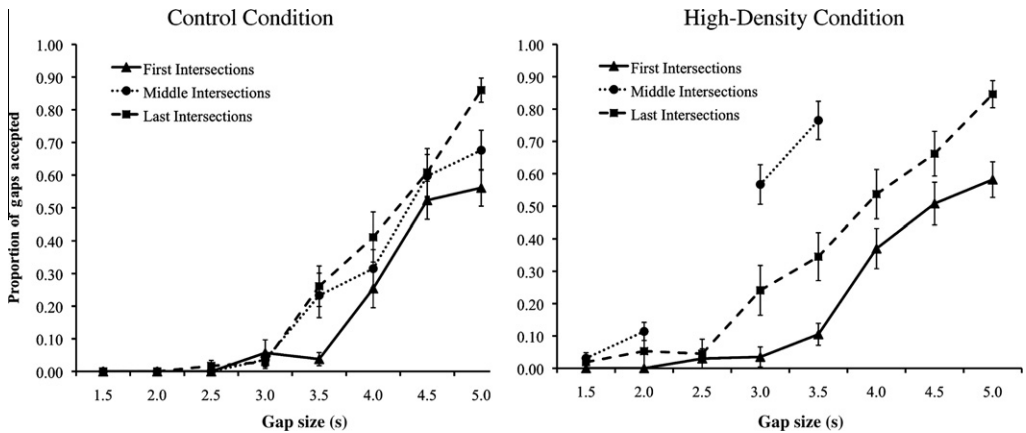 Control Condition
High-Density Condition
Proportion of gaps accepted
1.00
0.90
0.80
0.70
0.60
0.50
0.40
0.30
0.20
0.10
0.00
First Intersections
Middle Intersections
Last Intersections
1.5 2.0 2.5 3.0 3.5 4.0 4.5 5.0
Gap size (s)
1.00
0.90
0.80
0.70
0.60
0.50
0.40
0.30
0.20
0.10
0.00
First Intersections
Middle Intersections
Last Intersections
1.5 2.0 2.5 3.0 3.5 4.0 4.5 5.0
Gap size (s)